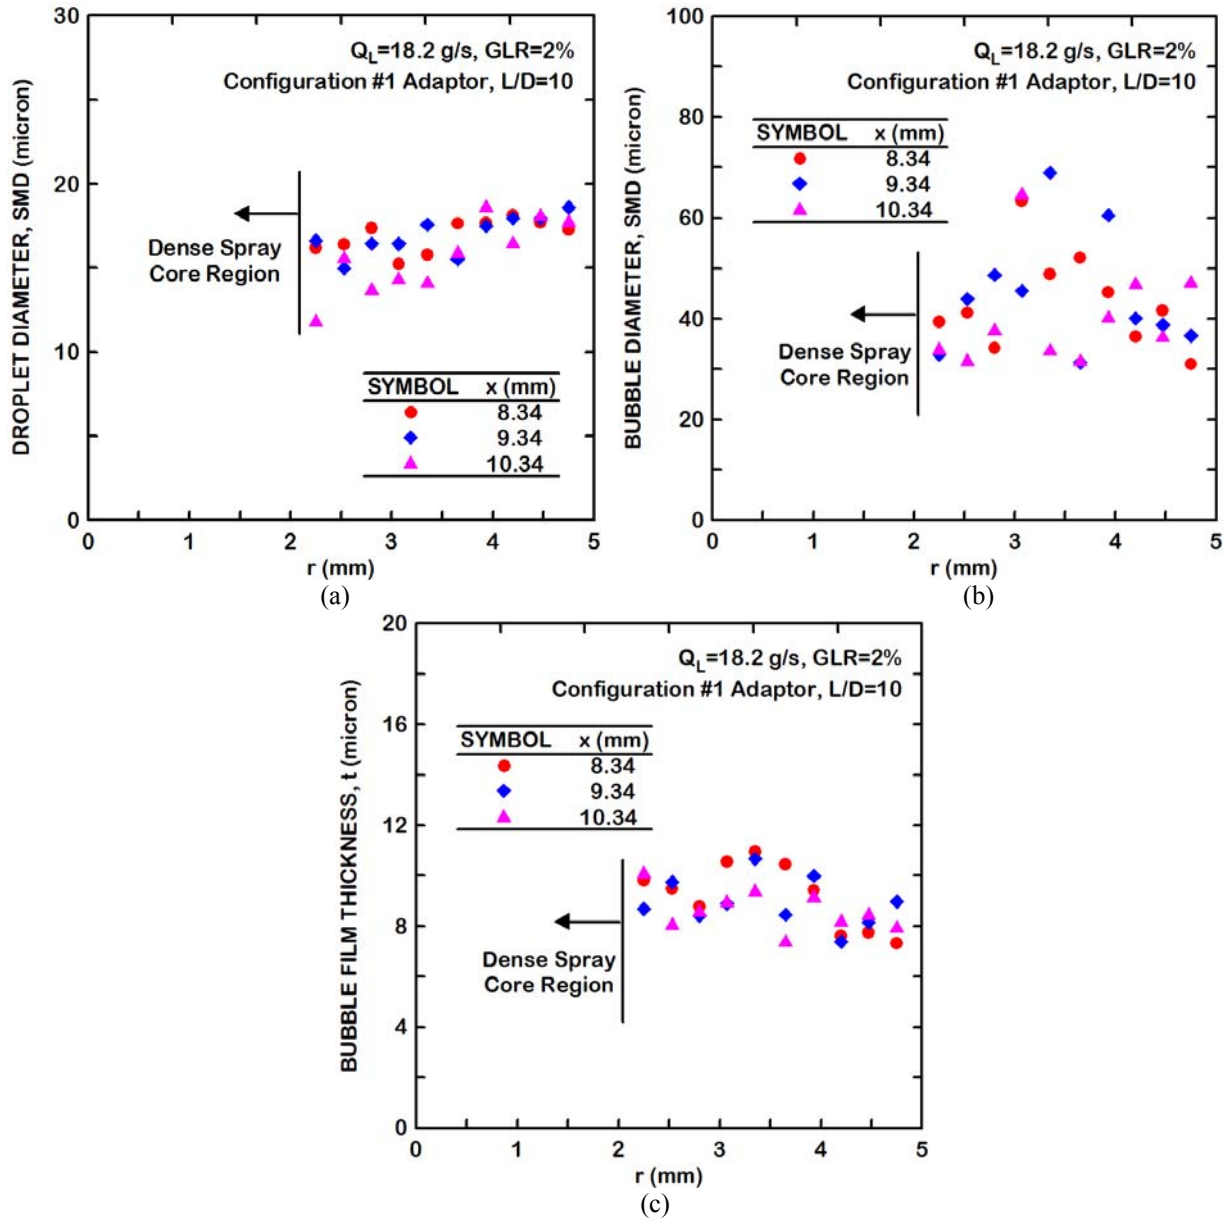 30
20
10
0
0
1
2
3
4
5
DROPLET DIAMETER, SMD (micron)
r (mm)
Q_L=18.2 g/s, GLR=2%
Configuration #1 Adaptor, L/D=10
Dense Spray
Core Region
SYMBOL x (mm)
8.34
9.34
10.34
(a)
100
80
60
40
20
0
0
1
2
3
4
5
BUBBLE DIAMETER, SMD (micron)
r (mm)
Q_L=18.2 g/s, GLR=2%
Configuration #1 Adaptor, L/D=10
SYMBOL x (mm)
8.34
9.34
10.34
Dense Spray
Core Region
(b)
20
16
12
8
4
0
0
1
2
3
4
5
BUBBLE FILM THICKNESS, t (micron)
r (mm)
Q_L=18.2 g/s, GLR=2%
Configuration #1 Adaptor, L/D=10
SYMBOL x (mm)
8.34
9.34
10.34
Dense Spray
Core Region
(c)